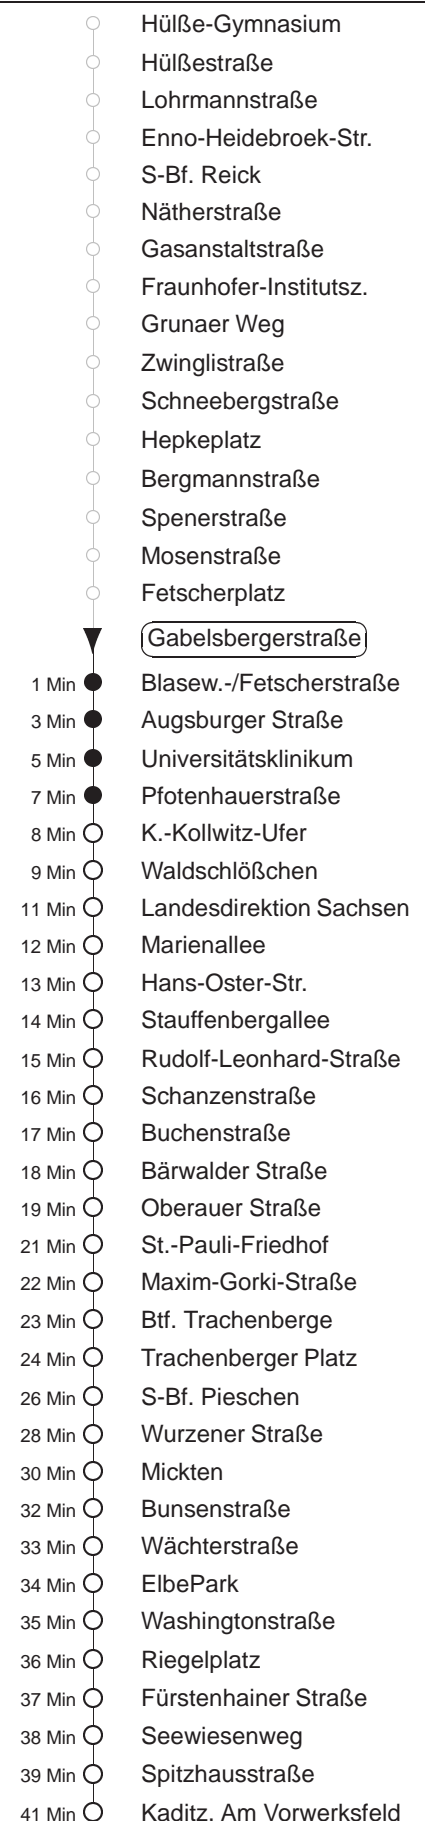 Hülße-Gymnasium
Hülßestraße
Lohrmannstraße
Enno-Heidebroek-Str.
S-Bf. Reick
Nätherstraße
Gasanstaltstraße
Fraunhofer-Institutsz.
Grunaer Weg
Zwinglistraße
Schneebergstraße
Hepkeplatz
Bergmannstraße
Spenerstraße
Mosenstraße
Fetscherplatz
Gabelsbergerstraße
1 Min Blasew.-/Fetscherstraße
3 Min Augsburger Straße
5 Min Universitätsklinikum
7 Min Pfotenhauerstraße
8 Min K.-Kollwitz-Ufer
9 Min Waldschlößchen
11 Min Landesdirektion Sachsen
12 Min Marienallee
13 Min Hans-Oster-Str.
14 Min Stauffenbergallee
15 Min Rudolf-Leonhard-Straße
16 Min Schanzenstraße
17 Min Buchenstraße
18 Min Bärwalder Straße
19 Min Oberauer Straße
21 Min St.-Pauli-Friedhof
22 Min Maxim-Gorki-Straße
23 Min Btf. Trachenberge
24 Min Trachenberger Platz
26 Min S-Bf. Pieschen
28 Min Wurzener Straße
30 Min Mickten
32 Min Bunsenstraße
33 Min Wächterstraße
34 Min ElbePark
35 Min Washingtonstraße
36 Min Riegelplatz
37 Min Fürstenhainer Straße
38 Min Seewiesenweg
39 Min Spitzhausstraße
41 Min Kaditz, Am Vorwerksfeld